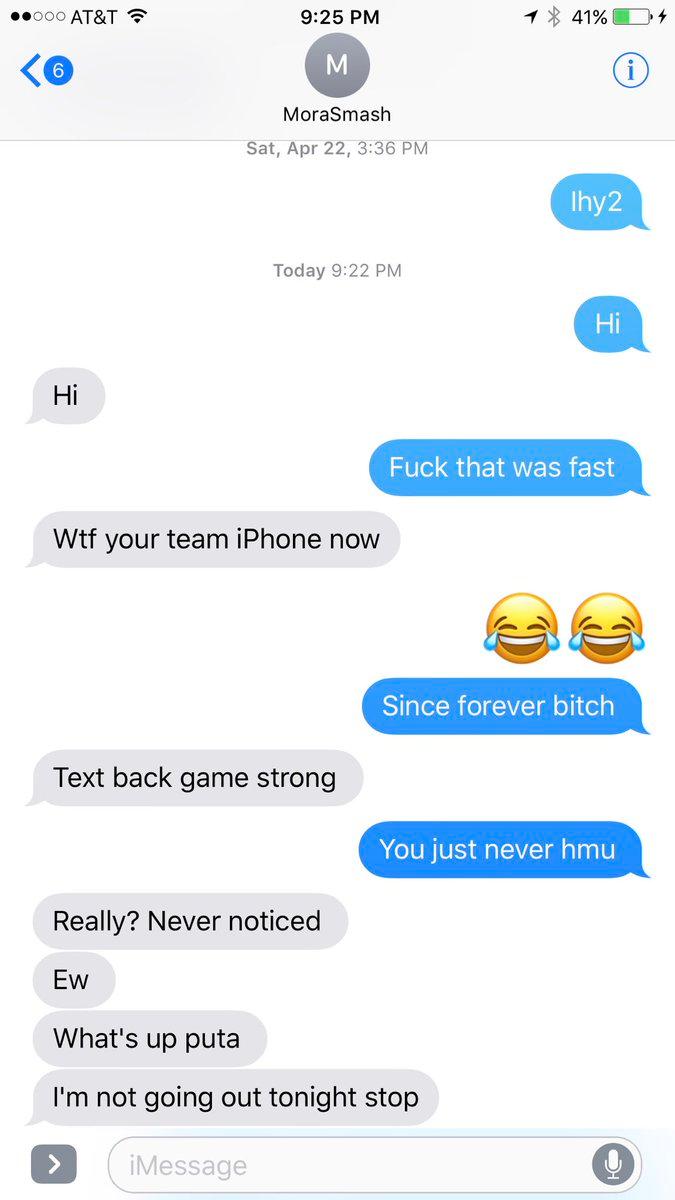 AT&T 9:25 PM 41%
6 M i
MoraSmash
Sat, Apr 22, 3:36 PM
Ihy2
Today 9:22 PM
Hi
Hi
Fuck that was fast
Wtf your team iPhone now
😂😂
Since forever bitch
Text back game strong
You just never hmu
Really? Never noticed
Ew
What's up puta
I'm not going out tonight stop
iMessage